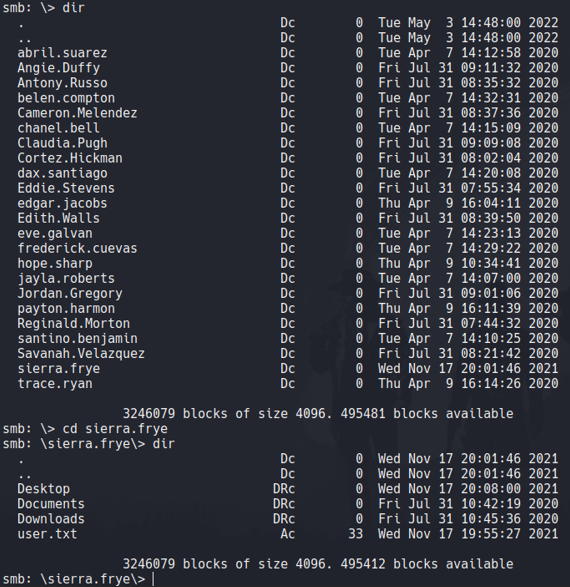 smb: \> dir
. Dc 0 Tue May 3 14:48:00 2022
.. Dc 0 Tue May 3 14:48:00 2022
abril.suarez Dc 0 Tue Apr 7 14:12:58 2020
Angie.Duffy Dc 0 Fri Jul 31 09:11:32 2020
Antony.Russo Dc 0 Fri Jul 31 08:35:32 2020
belen.compton Dc 0 Tue Apr 7 14:32:31 2020
Cameron.Melendez Dc 0 Fri Jul 31 08:37:36 2020
chanel.bell Dc 0 Tue Apr 7 14:15:09 2020
Claudia.Pugh Dc 0 Fri Jul 31 09:09:08 2020
Cortez.Hickman Dc 0 Fri Jul 31 08:02:04 2020
dax.santiago Dc 0 Tue Apr 7 14:20:08 2020
Eddie.Stevens Dc 0 Fri Jul 31 07:55:34 2020
edgar.jacobs Dc 0 Thu Apr 9 16:04:11 2020
Edith.Walls Dc 0 Fri Jul 31 08:39:50 2020
eve.galvan Dc 0 Tue Apr 7 14:23:13 2020
frederick.cuevas Dc 0 Tue Apr 7 14:29:22 2020
hope.sharp Dc 0 Thu Apr 9 10:34:41 2020
jayla.roberts Dc 0 Tue Apr 7 14:07:00 2020
Jordan.Gregory Dc 0 Fri Jul 31 09:01:06 2020
payton.harmon Dc 0 Thu Apr 9 16:11:39 2020
Reginald.Morton Dc 0 Fri Jul 31 07:44:32 2020
santino.benjamin Dc 0 Tue Apr 7 14:10:25 2020
Savanah.Velazquez Dc 0 Fri Jul 31 08:21:42 2020
sierra.frye Dc 0 Wed Nov 17 20:01:46 2021
trace.ryan Dc 0 Thu Apr 9 16:14:26 2020
3246079 blocks of size 4096. 495481 blocks available
smb: \> cd sierra.frye
smb: \sierra.frye\> dir
. Dc 0 Wed Nov 17 20:01:46 2021
.. Dc 0 Wed Nov 17 20:01:46 2021
Desktop DRc 0 Wed Nov 17 20:08:00 2021
Documents DRc 0 Fri Jul 31 10:42:19 2020
Downloads DRc 0 Fri Jul 31 10:45:36 2020
user.txt Ac 33 Wed Nov 17 19:55:27 2021
3246079 blocks of size 4096. 495412 blocks available
smb: \sierra.frye\>